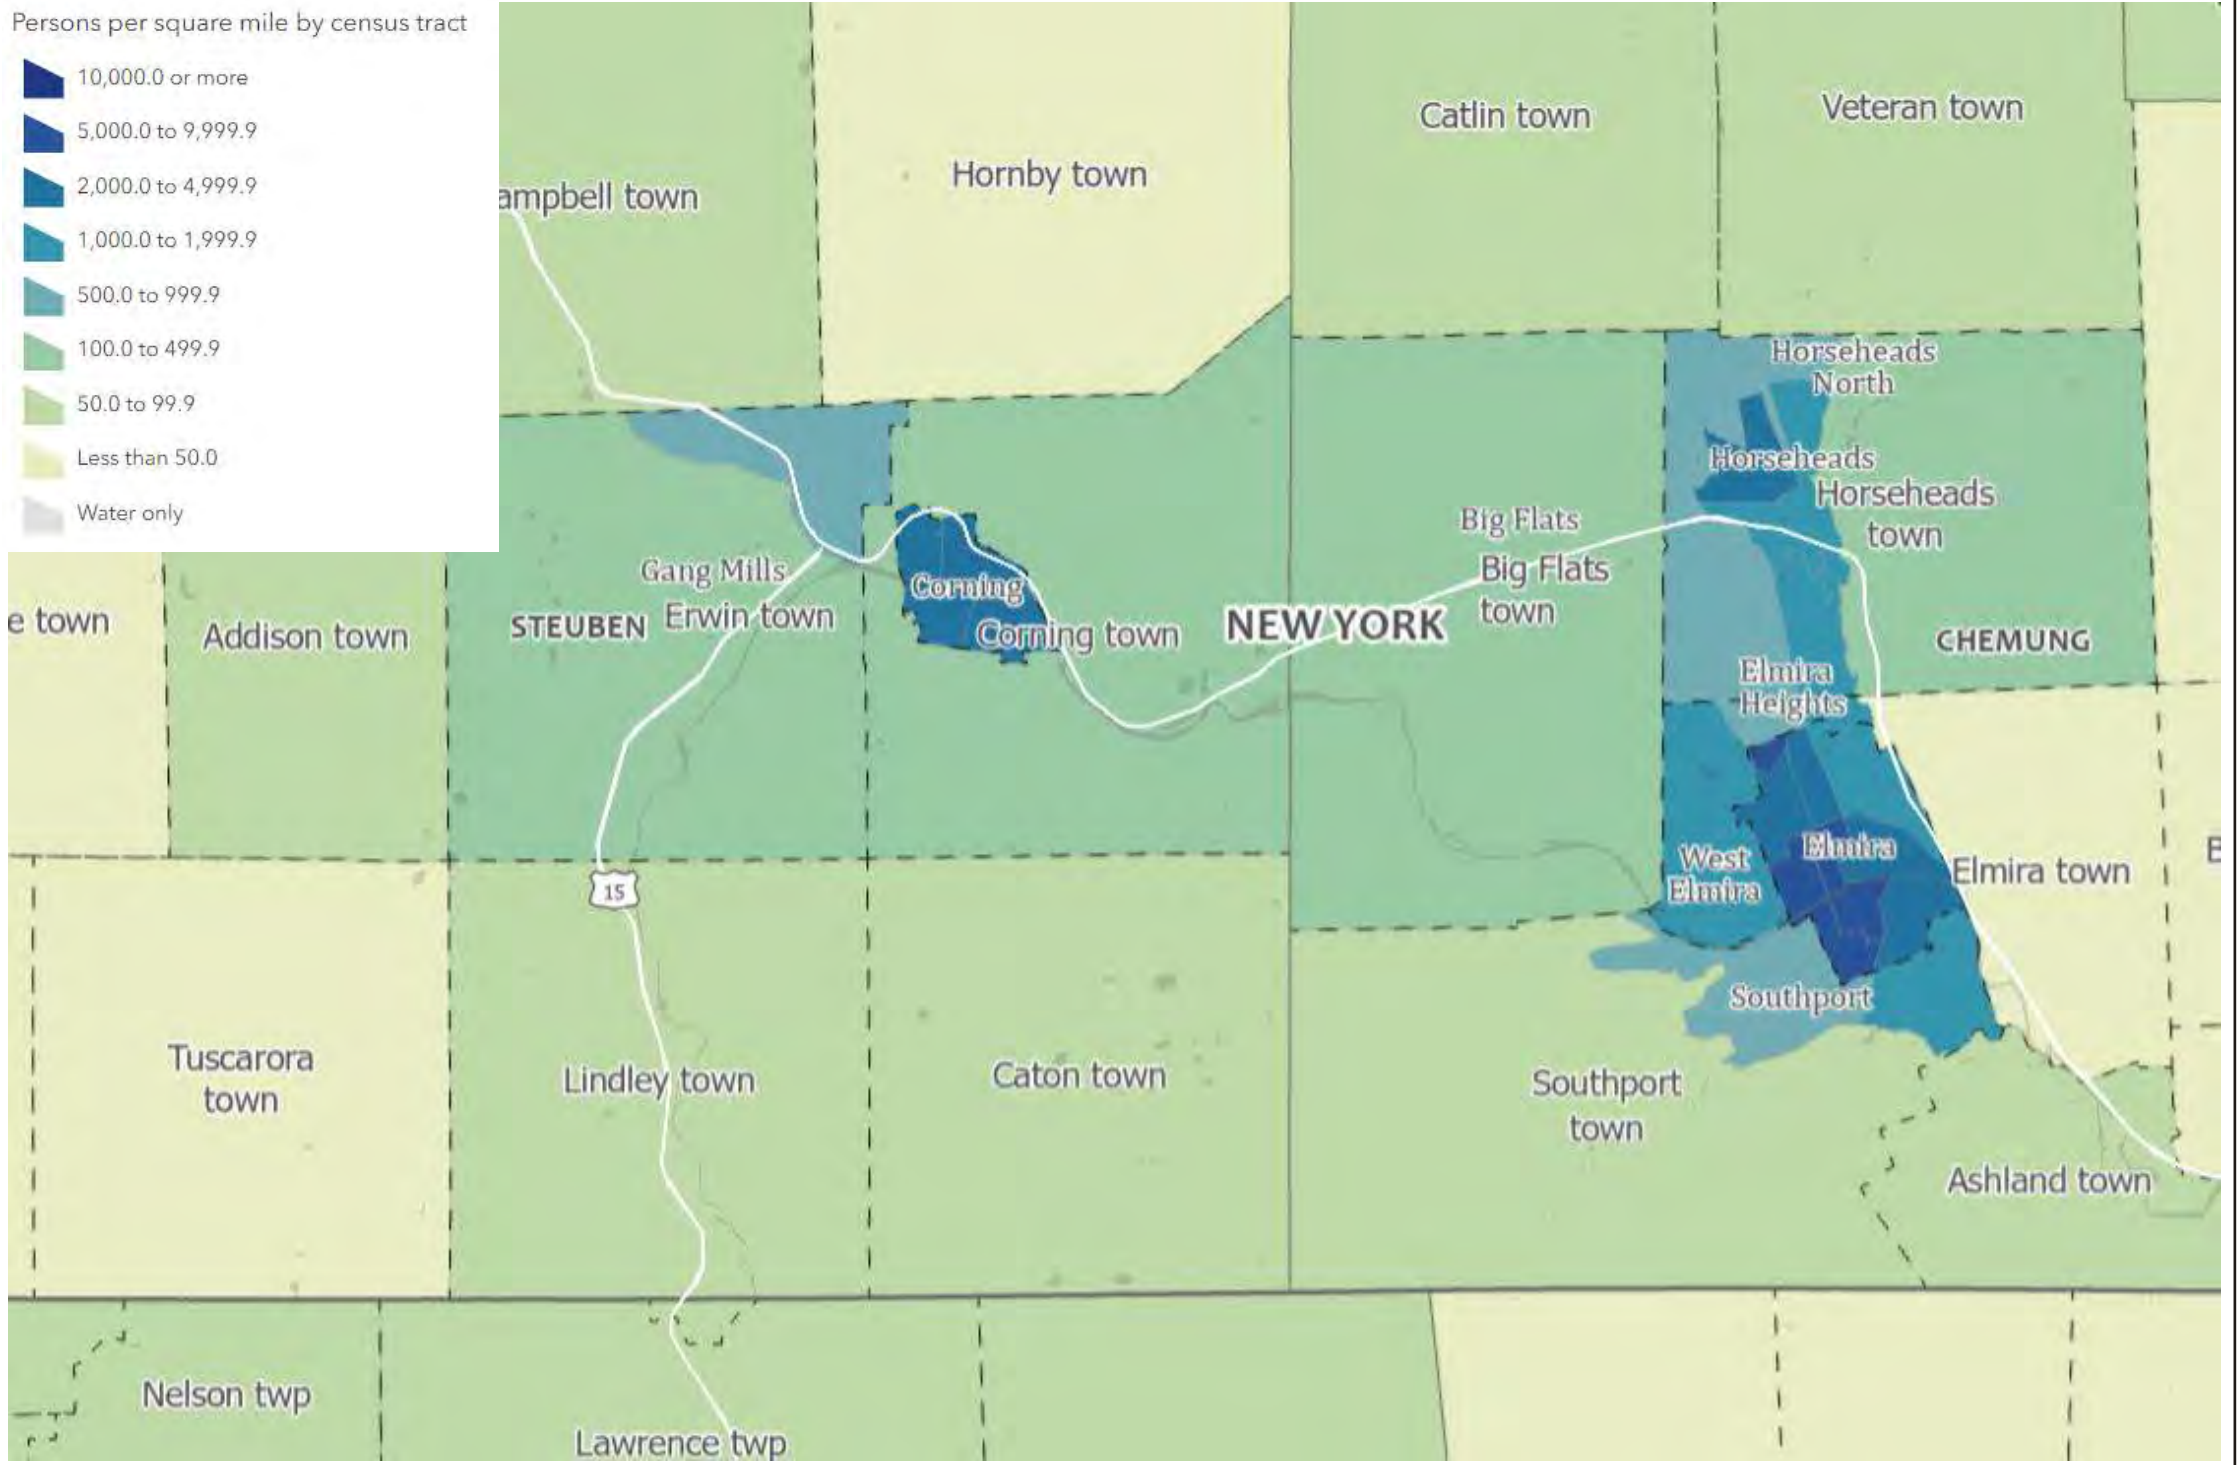 Persons per square mile by census tract
10,000.0 or more
5,000.0 to 9,999.9
2,000.0 to 4,999.9
1,000.0 to 1,999.9
500.0 to 999.9
100.0 to 499.9
50.0 to 99.9
Less than 50.0
Water only
Catlin town
Veteran town
Hornby town
ampbell town
Horseheads
North
Horseheads
Horseheads
town
Big Flats
Big Flats
town
Gang Mills
Erwin town
STEUBEN
Corning
Corning town
NEW YORK
e town
Addison town
CHEMUNG
Elmira
Heights
Elmira
West
Elmira
Elmira town
15
Southport
Tuscarora
town
Lindley town
Caton town
Southport
town
Ashland town
Nelson twp
Lawrence twp